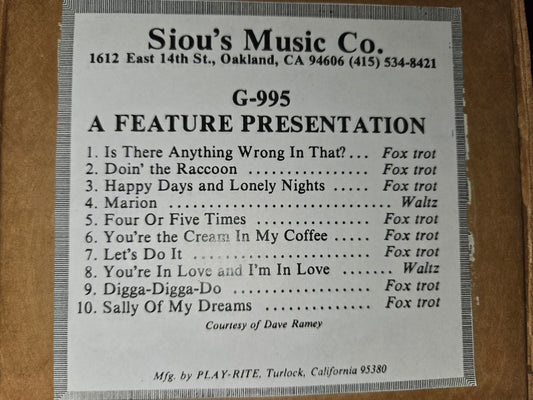 Siou's Music Co.
1612 East 14th St., Oakland, CA 94606 (415) 534-8421
G-995
A FEATURE PRESENTATION
1. Is There Anything Wrong In That? ... Fox trot
2. Doin' the Raccoon ................ Fox trot
3. Happy Days and Lonely Nights ..... Fox trot
4. Marion ............................ Waltz
5. Four Or Five Times ............... Fox trot
6. You're the Cream In My Coffee ..... Fox trot
7. Let's Do It ....................... Fox trot
8. You're In Love and I'm In Love ....... Waltz
9. Digga-Digga-Do .................. Fox trot
10. Sally Of My Dreams .............. Fox trot
Courtesy of Dave Ramey
Mfg. by PLAY-RITE, Turlock, California 95380